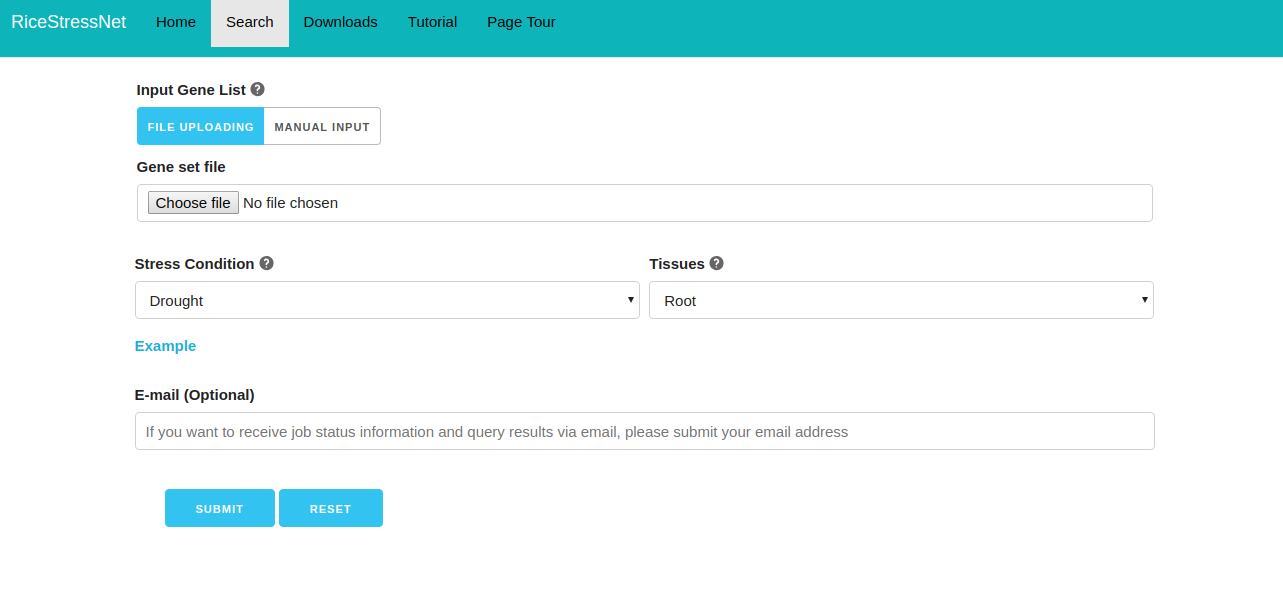 RiceStressNet Home Search Downloads Tutorial Page Tour
Input Gene List ?
FILE UPLOADING MANUAL INPUT
Gene set file
Choose file No file chosen
Stress Condition ? Tissues ?
Drought Root
Example
E-mail (Optional)
If you want to receive job status information and query results via email, please submit your email address
SUBMIT RESET